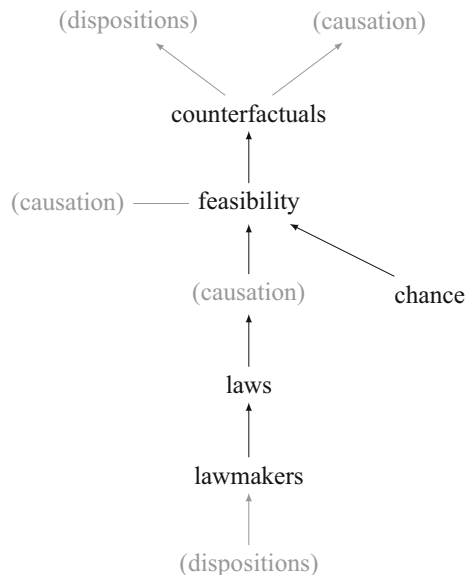 (dispositions) (causation)
counterfactuals
(causation) feasibility
(causation) chance
laws
lawmakers
(dispositions)